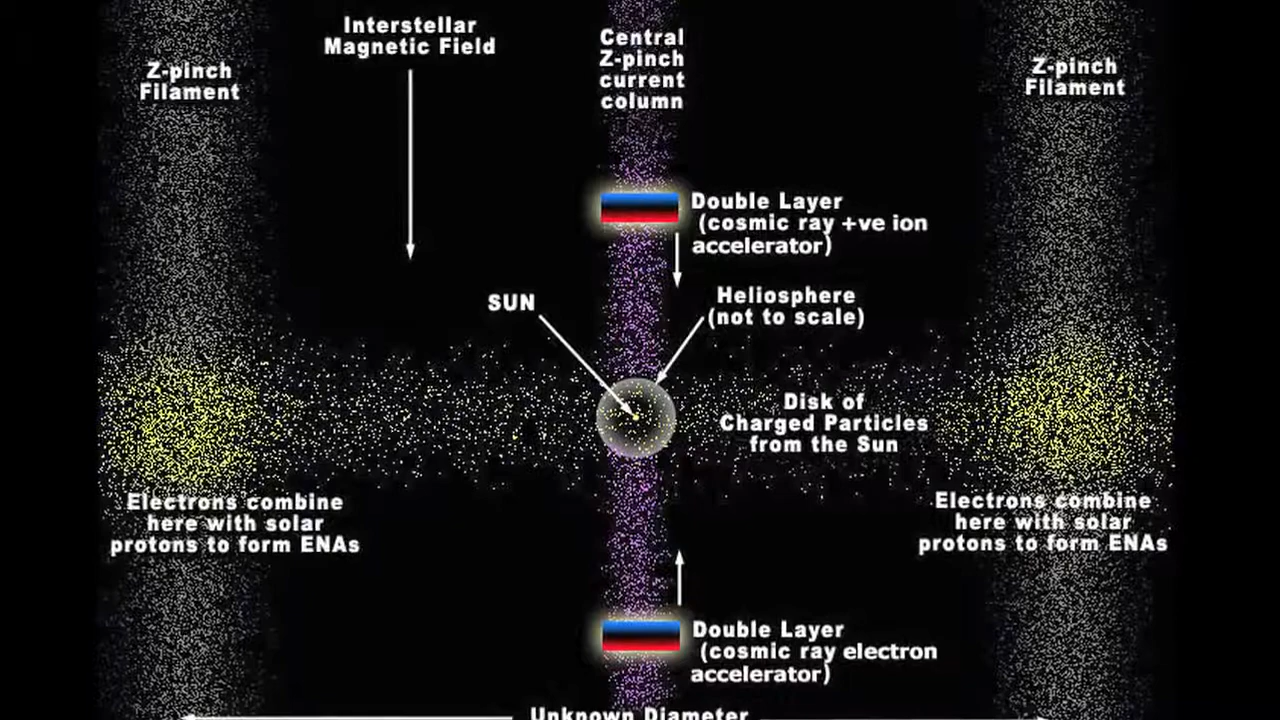 Interstellar
Magnetic Field
Central
Z-pinch
current
column
Z-pinch
Filament
Z-pinch
Filament
Double Layer
(cosmic ray +ve ion
accelerator)
SUN
Heliosphere
(not to scale)
Disk of
Charged Particles
from the Sun
Electrons combine
here with solar
protons to form ENAs
Electrons combine
here with solar
protons to form ENAs
Double Layer
(cosmic ray electron
accelerator)
Unknown Diameter